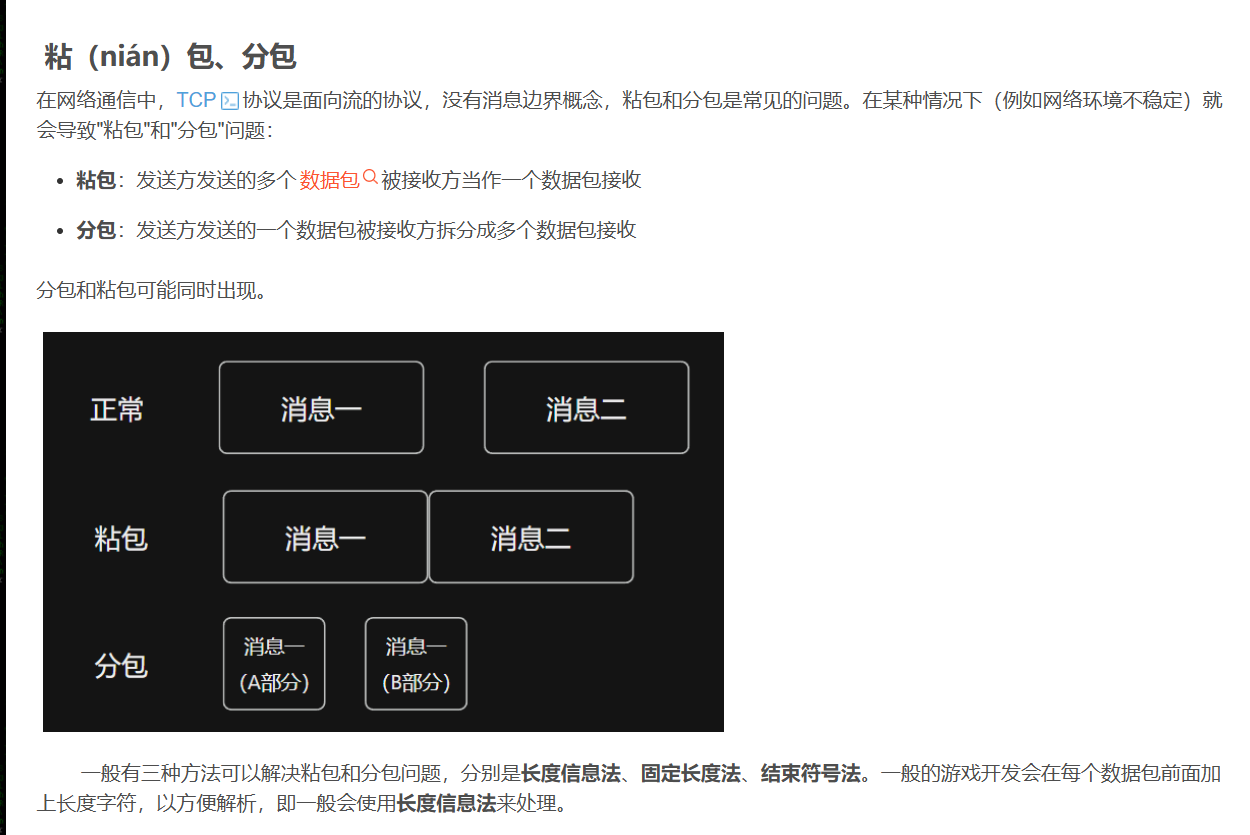 粘（nián）包、分包
在网络通信中，TCP协议是面向流的协议，没有消息边界概念，粘包和分包是常见的问题。在某种情况下（例如网络环境不稳定）就
会导致"粘包"和"分包"问题：
• 粘包：发送方发送的多个数据包被接收方当作一个数据包接收
• 分包：发送方发送的一个数据包被接收方拆分成多个数据包接收
分包和粘包可能同时出现。
正常 消息一 消息二
粘包 消息一 消息二
分包 消息一 消息一
(A部分) (B部分)
一般有三种方法可以解决粘包和分包问题，分别是长度信息法、固定长度法、结束符号法。一般的游戏开发会在每个数据包前面加
上长度字符，以方便解析，即一般会使用长度信息法来处理。